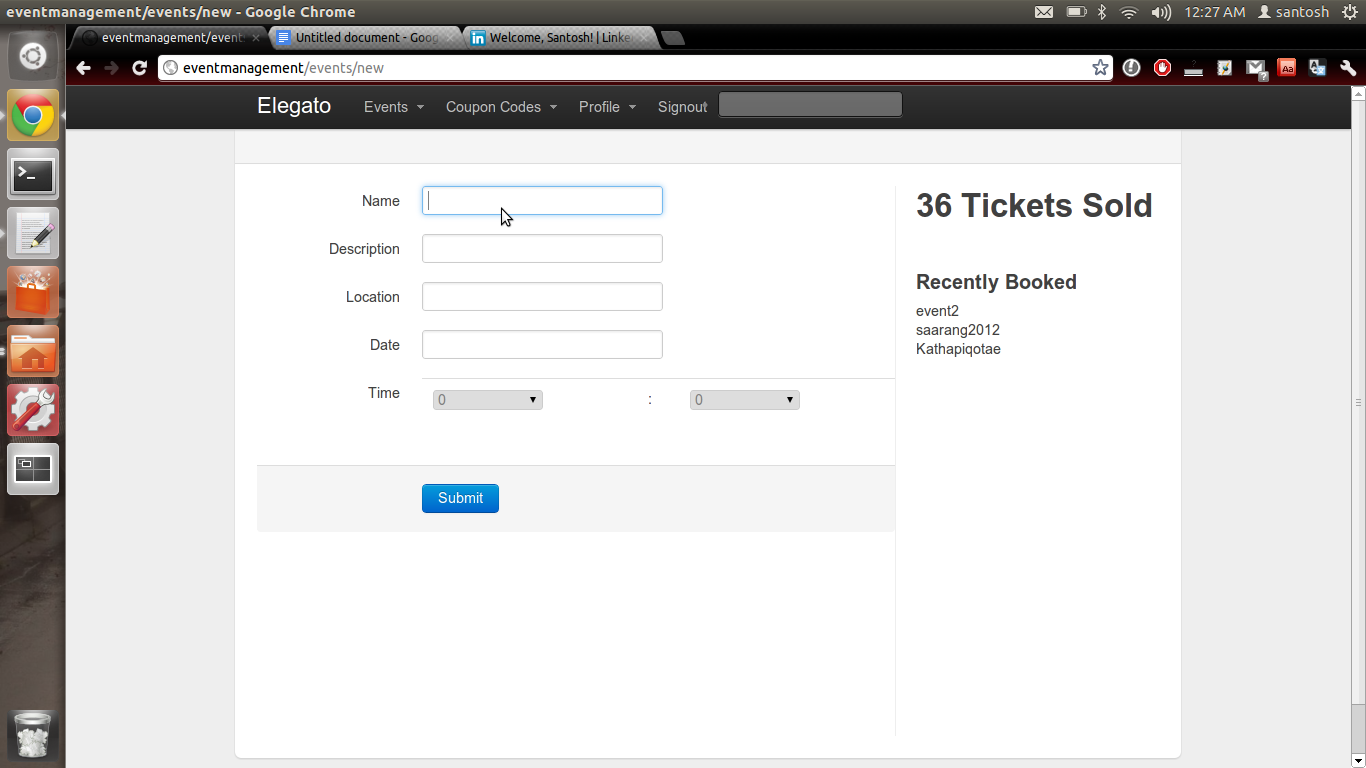 eventmanagement/events/new - Google Chrome
12:27 AM santosh
eventmanagement/event
Untitled document - Goog
Welcome, Santosh! | Linke
eventmanagement/events/new
Elegato Events Coupon Codes Profile Signout
Name
Description
Location
Date
Time 0 : 0
Submit
36 Tickets Sold
Recently Booked
event2
saarang2012
Kathapiqotae